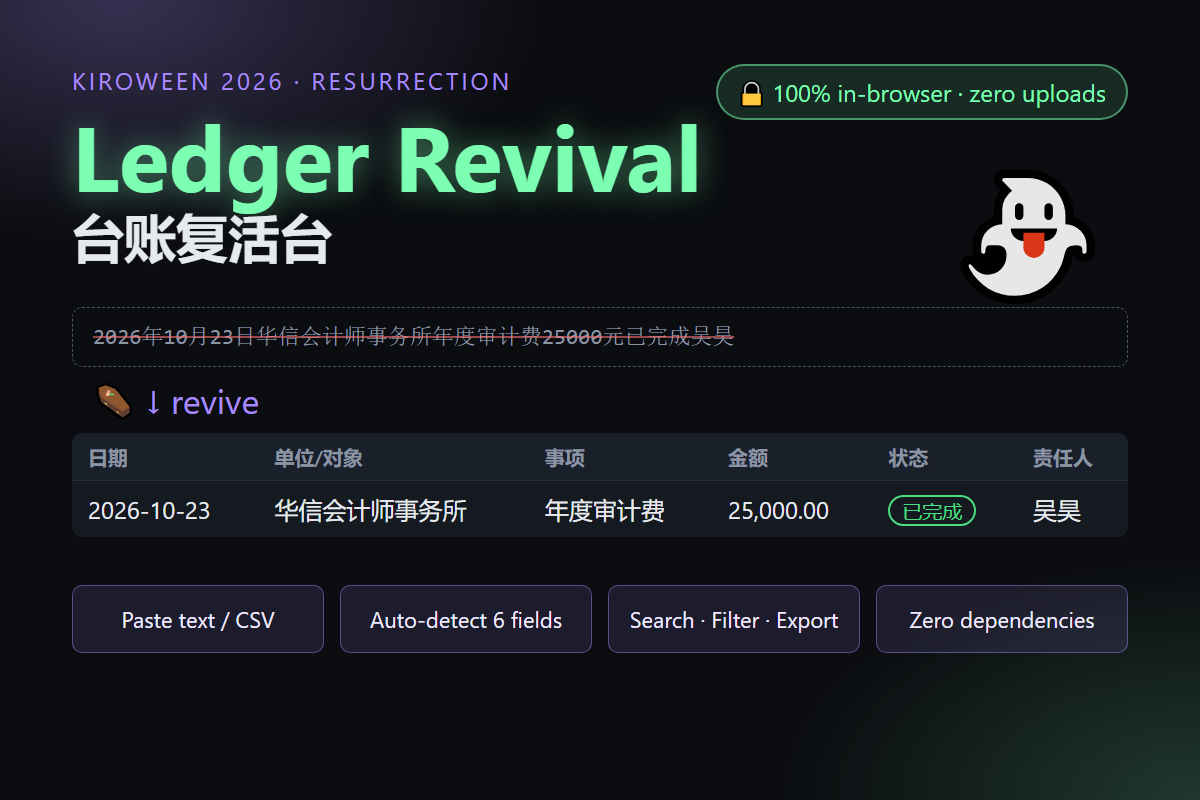 KIROWEEN 2026 · RESURRECTION
🔒 100% in-browser · zero uploads
Ledger Revival
台账复活台
2026年10月23日华信会计师事务所年度审计费25000元已完成吴昊
↓ revive
日期 单位/对象 事项 金额 状态 责任人
2026-10-23 华信会计师事务所 年度审计费 25,000.00 已完成 吴昊
Paste text / CSV
Auto-detect 6 fields
Search · Filter · Export
Zero dependencies